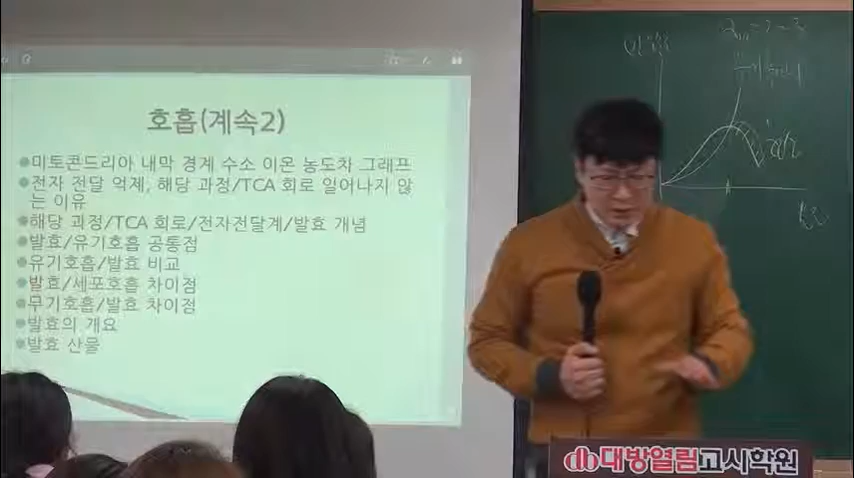 호흡(계속2)
미토콘드리아 내막 경계 수소 이온 농도차 그래프
전자 전달 억제, 해당 과정/TCA 회로 일어나지 않
는 이유
해당 과정/TCA 회로/전자전달계/발효 개념
발효/유기호흡 공통점
유기호흡/발효 비교
발효/세포호흡 차이점
무기호흡/발효 차이점
발효의 개요
발효 산물
대방열림고시학원